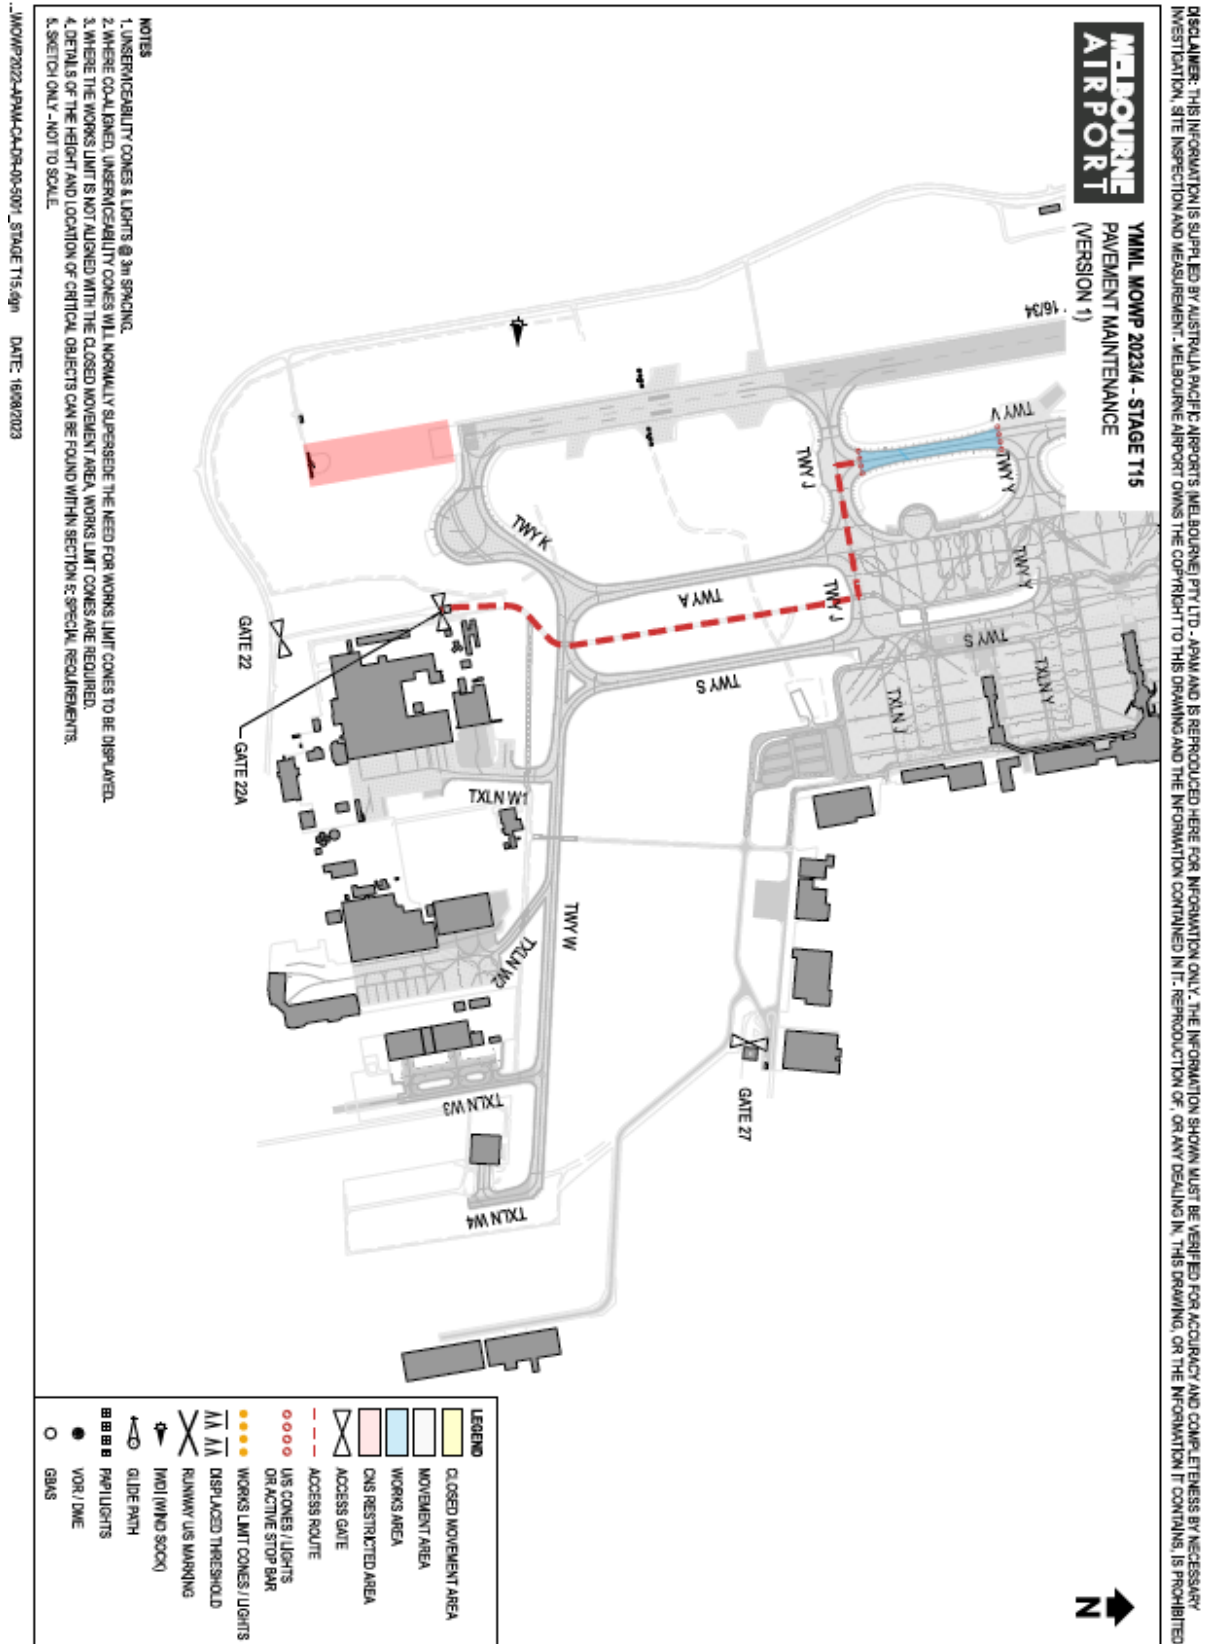 DISCLAIMER: THIS INFORMATION IS SUPPLIED BY AUSTRALIA PACIFIC AIRPORTS (MELBOURNE) PTY LTD - APAM AND IS REPRODUCED HERE FOR INFORMATION ONLY. THE INFORMATION SHOWN MUST BE VERIFIED FOR ACCURACY AND COMPLETENESS BY NECESSARY
INVESTIGATION, SITE INSPECTION AND MEASUREMENT. MELBOURNE AIRPORT OWNS THE COPYRIGHT TO THIS DRAWING AND THE INFORMATION CONTAINED IN IT. REPRODUCTION OF, OR ANY DEALING IN, THIS DRAWING, OR THE INFORMATION IT CONTAINS, IS PROHIBITED
MELBOURNE
AIRPORT
YMML MOWP 2023/4 - STAGE T15
PAVEMENT MAINTENANCE
(VERSION 1)
16/34
TWY V
TWY Y
TWY Y
TWY J
TWY J
TWY K
TWY A
TWY S
TWY S
TXLN Y
TXLN J
GATE 22
GATE 22A
TXLN W1
TWY W
TXLN W2
TXLN W3
TXLN W4
GATE 27
N
NOTES
1. UNSERVICEABILITY CONES & LIGHTS @ 3m SPACING.
2. WHERE CO-ALIGNED, UNSERVICEABILITY CONES WILL NORMALLY SUPERSEDE THE NEED FOR WORKS LIMIT CONES TO BE DISPLAYED.
3. WHERE THE WORKS LIMIT IS NOT ALIGNED WITH THE CLOSED MOVEMENT AREA, WORKS LIMIT CONES ARE REQUIRED.
4. DETAILS OF THE HEIGHT AND LOCATION OF CRITICAL OBJECTS CAN BE FOUND WITHIN SECTION 5: SPECIAL REQUIREMENTS.
5. SKETCH ONLY - NOT TO SCALE.
LEGEND
CLOSED MOVEMENT AREA
MOVEMENT AREA
WORKS AREA
CNS RESTRICTED AREA
ACCESS GATE
ACCESS ROUTE
U/S CONES / LIGHTS
OR ACTIVE STOP BAR
WORKS LIMIT CONES / LIGHTS
DISPLACED THRESHOLD
RUNWAY U/S MARKING
IWDI (WIND SOCK)
GLIDE PATH
PAPI LIGHTS
VOR / DME
GBAS
...\MOWP2022-APAM-CA-DR-00-5001_STAGE T15.dgn DATE: 16/08/2023